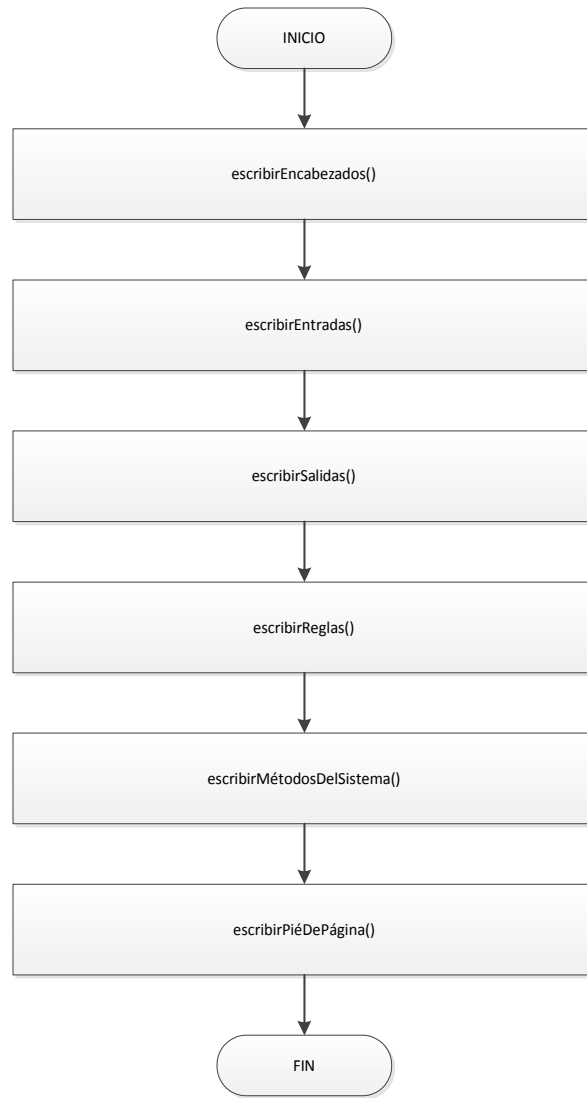 INICIO
escribirEncabezados()
escribirEntradas()
escribirSalidas()
escribirReglas()
escribirMétodosDelSistema()
escribirPiéDePágina()
FIN